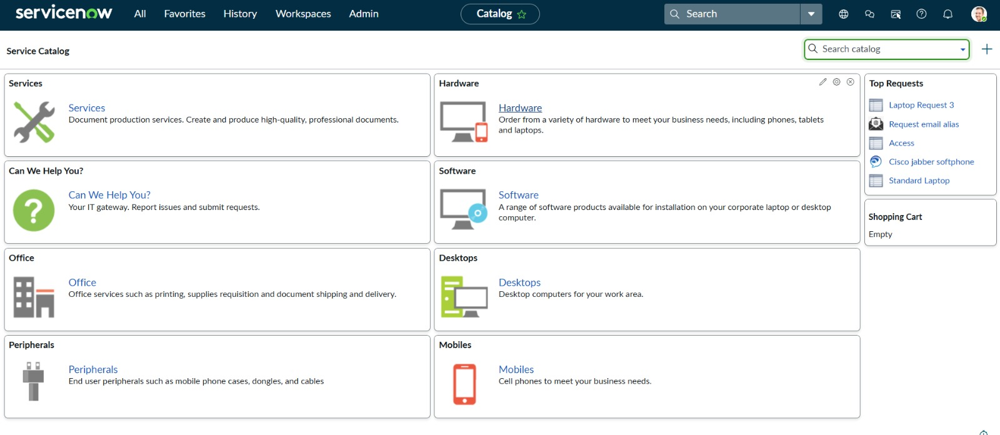 servicenow
All
Favorites
History
Workspaces
Admin
Catalog
Search
Service Catalog
Search catalog
Services
Services
Document production services. Create and produce high-quality, professional documents.
Hardware
Hardware
Order from a variety of hardware to meet your business needs, including phones, tablets
and laptops.
Can We Help You?
Can We Help You?
Your IT gateway. Report issues and submit requests.
Software
Software
A range of software products available for installation on your corporate laptop or desktop
computer.
Office
Office
Office services such as printing, supplies requisition and document shipping and delivery.
Desktops
Desktops
Desktop computers for your work area.
Peripherals
Peripherals
End user peripherals such as mobile phone cases, dongles, and cables
Mobiles
Mobiles
Cell phones to meet your business needs.
Top Requests
Laptop Request 3
Request email alias
Access
Cisco jabber softphone
Standard Laptop
Shopping Cart
Empty